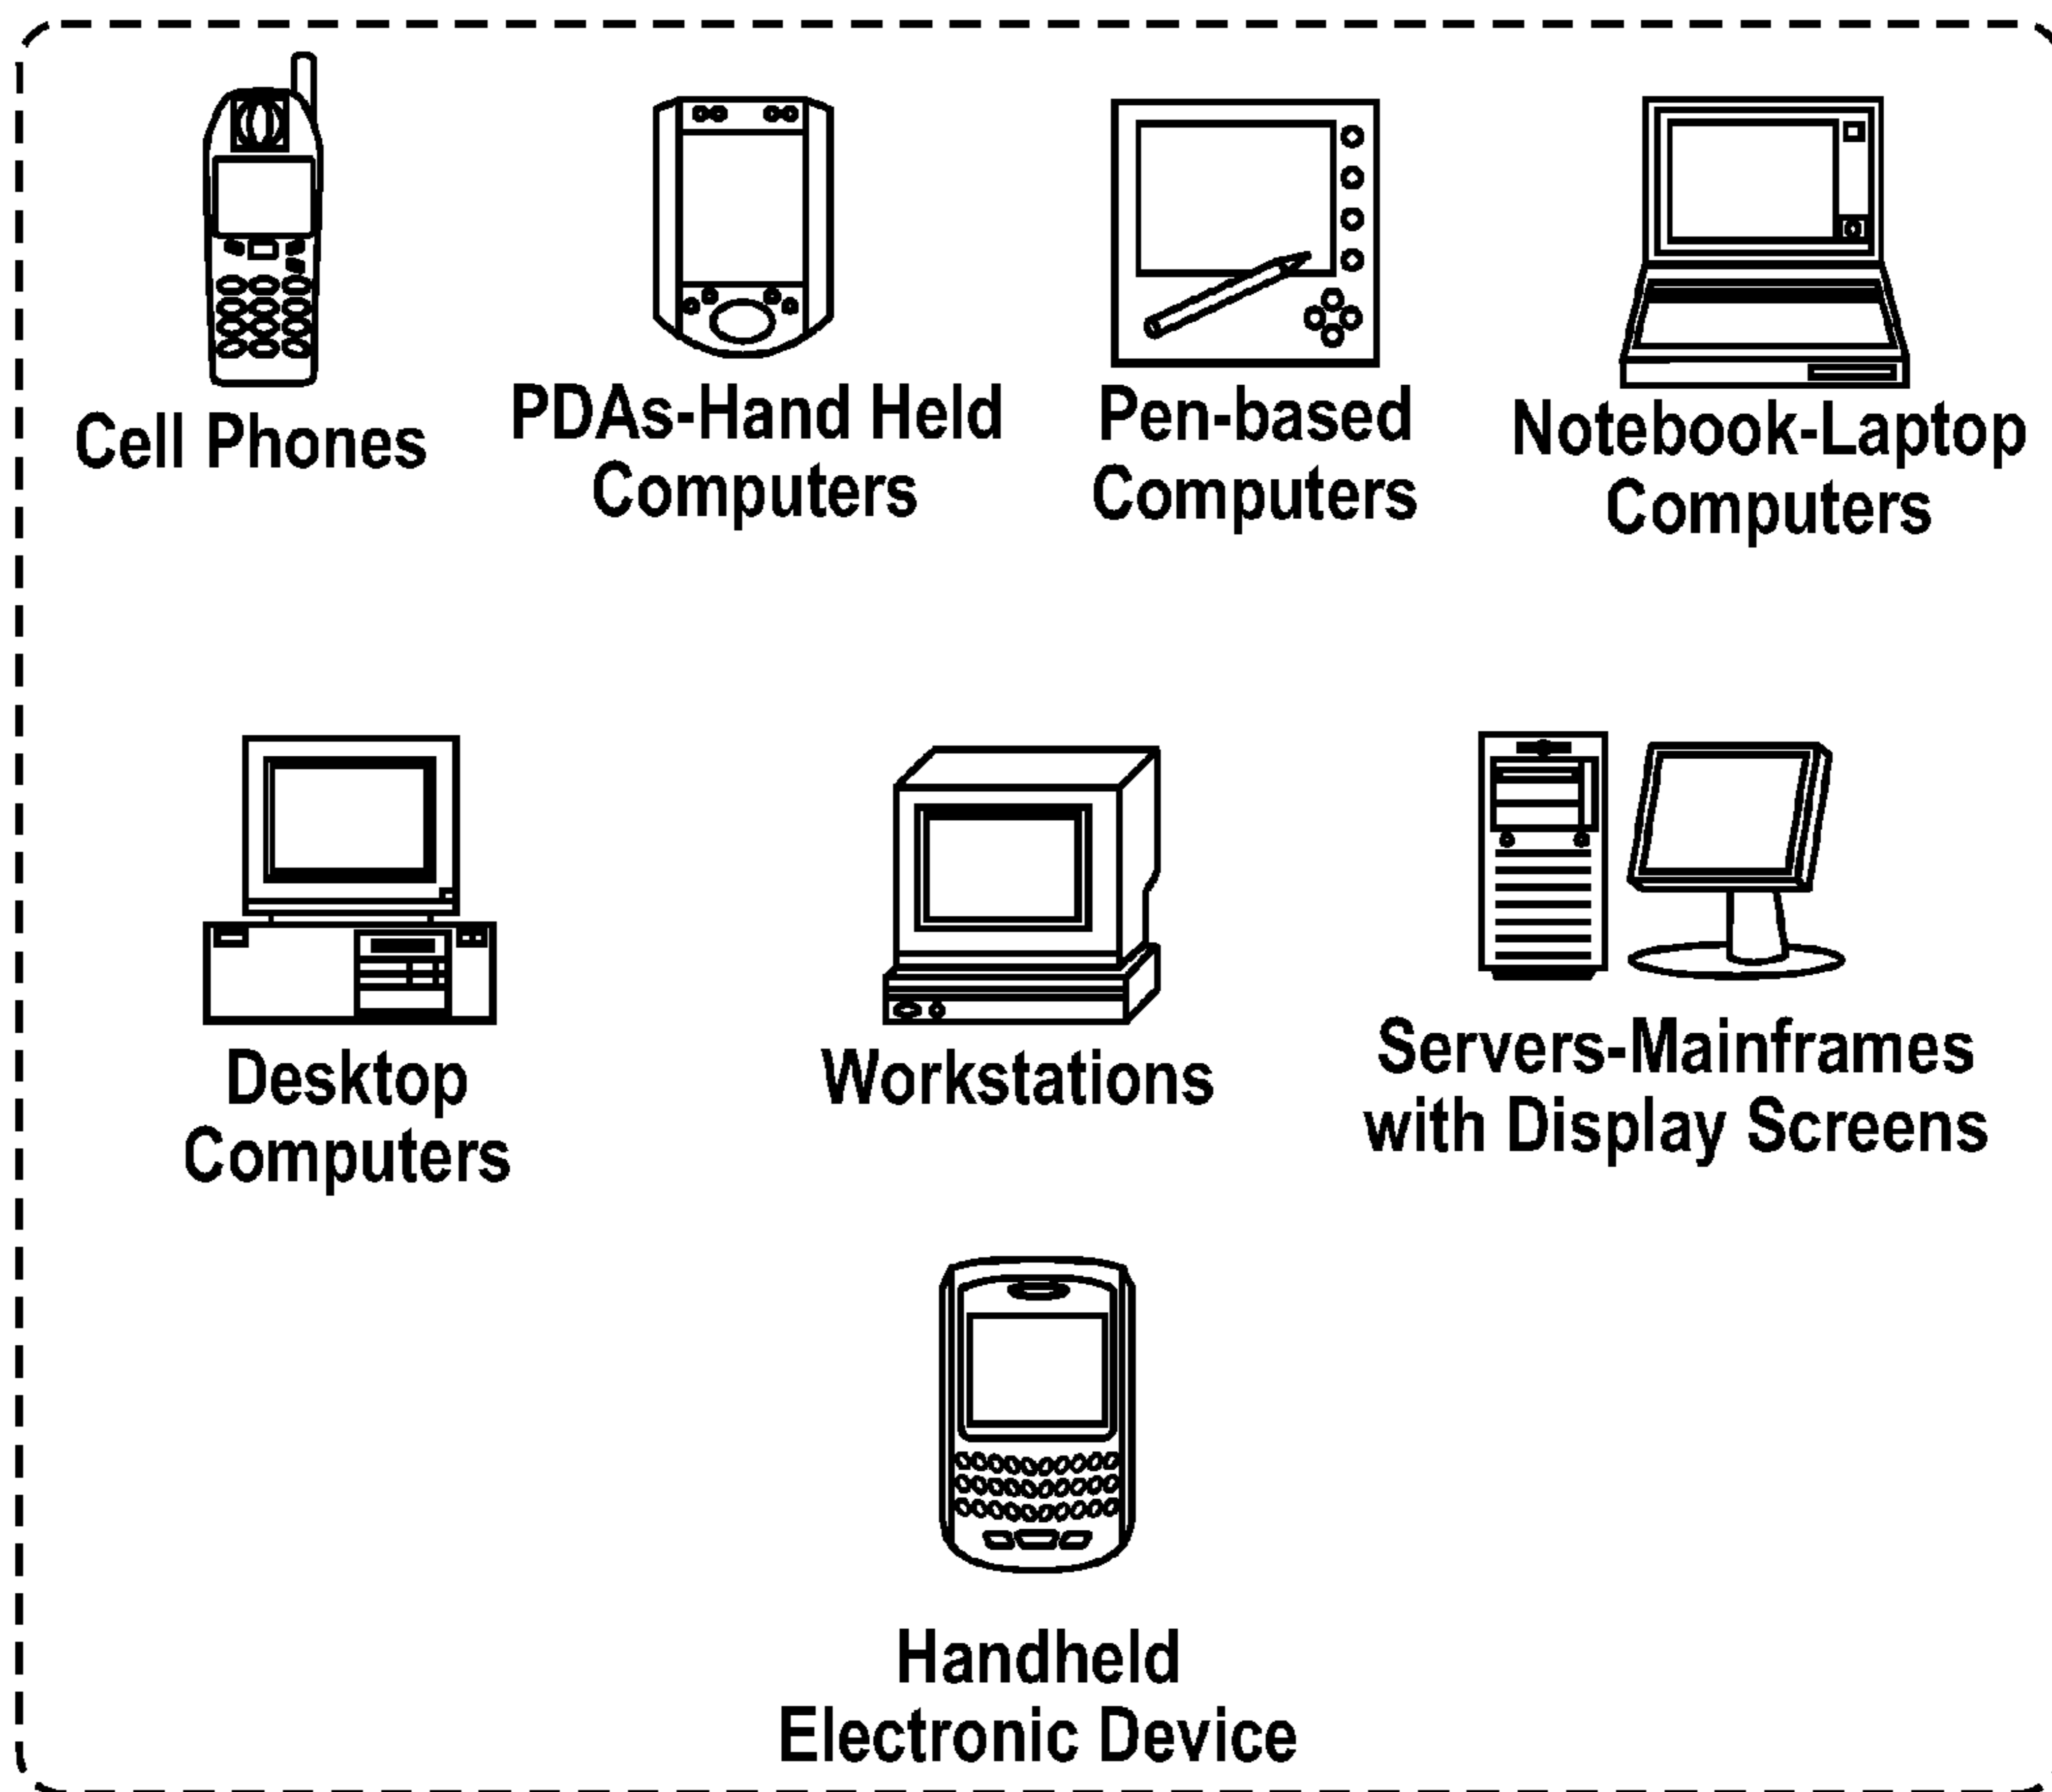 Cell Phones
PDAs-Hand Held
Computers
Pen-based
Computers
Notebook-Laptop
Computers
Desktop
Computers
Workstations
Servers-Mainframes
with Display Screens
Handheld
Electronic Device